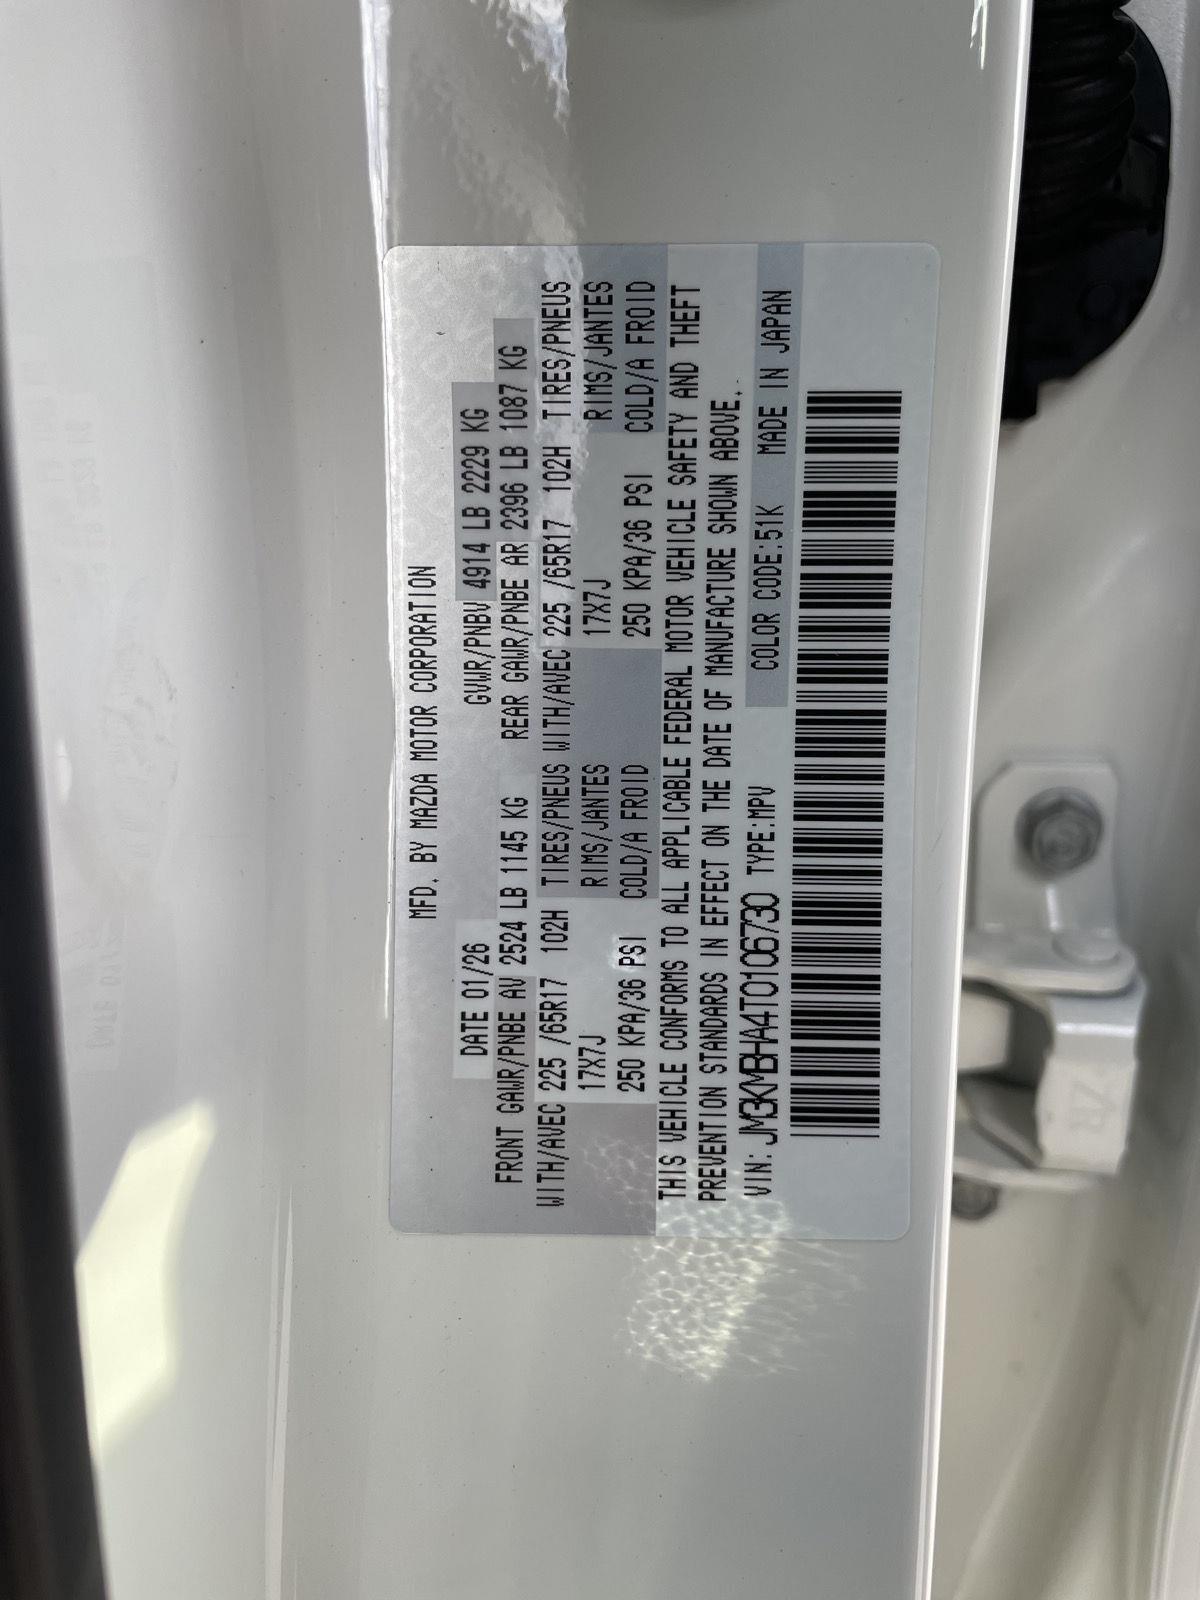 MFD. BY MAZDA MOTOR CORPORATION
DATE 01/26 GVWR/PNBV 4914 LB 2229 KG
FRONT GAWR/PNBE AV 2524 LB 1145 KG REAR GAWR/PNBE AR 2396 LB 1087 KG
WITH/AVEC 225 /65R17 102H TIRES/PNEUS WITH/AVEC 225 /65R17 102H TIRES/PNEUS
17X7J RIMS/JANTES 17X7J RIMS/JANTES
250 KPA/36 PSI COLD/A FROID 250 KPA/36 PSI COLD/A FROID
THIS VEHICLE CONFORMS TO ALL APPLICABLE FEDERAL MOTOR VEHICLE SAFETY AND THEFT
PREVENTION STANDARDS IN EFFECT ON THE DATE OF MANUFACTURE SHOWN ABOVE.
VIN: JM3KMBHA4T0106730 TYPE:MPV COLOR CODE:51K MADE IN JAPAN